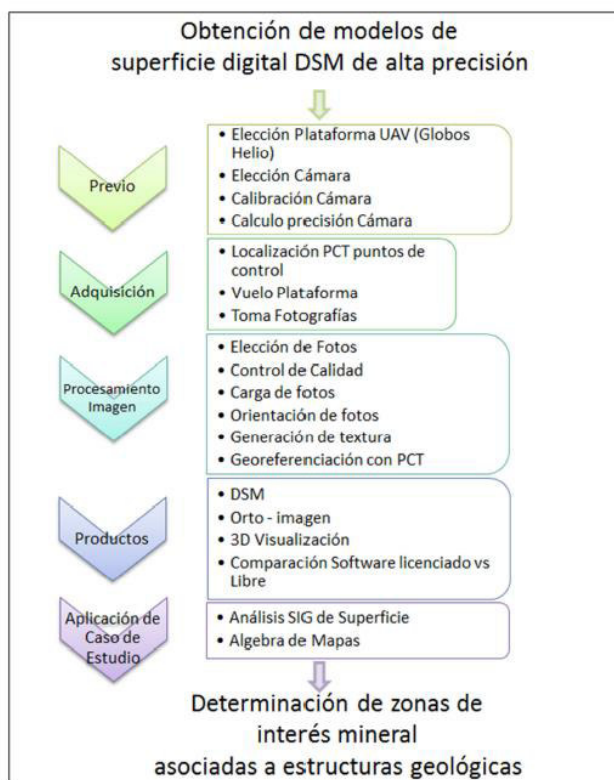 Obtención de modelos de
superficie digital DSM de alta precisión
Previo
• Elección Plataforma UAV (Globos
Helio)
• Elección Cámara
• Calibración Cámara
• Calculo precisión Cámara
Adquisición
• Localización PCT puntos de
control
• Vuelo Plataforma
• Toma Fotografías
Procesamiento
Imagen
• Elección de Fotos
• Control de Calidad
• Carga de fotos
• Orientación de fotos
• Generación de textura
• Georeferenciación con PCT
Productos
• DSM
• Orto - imagen
• 3D Visualización
• Comparación Software licenciado vs
Libre
Aplicación de
Caso de
Estudio
• Análisis SIG de Superficie
• Algebra de Mapas
Determinación de zonas de
interés mineral
asociadas a estructuras geológicas